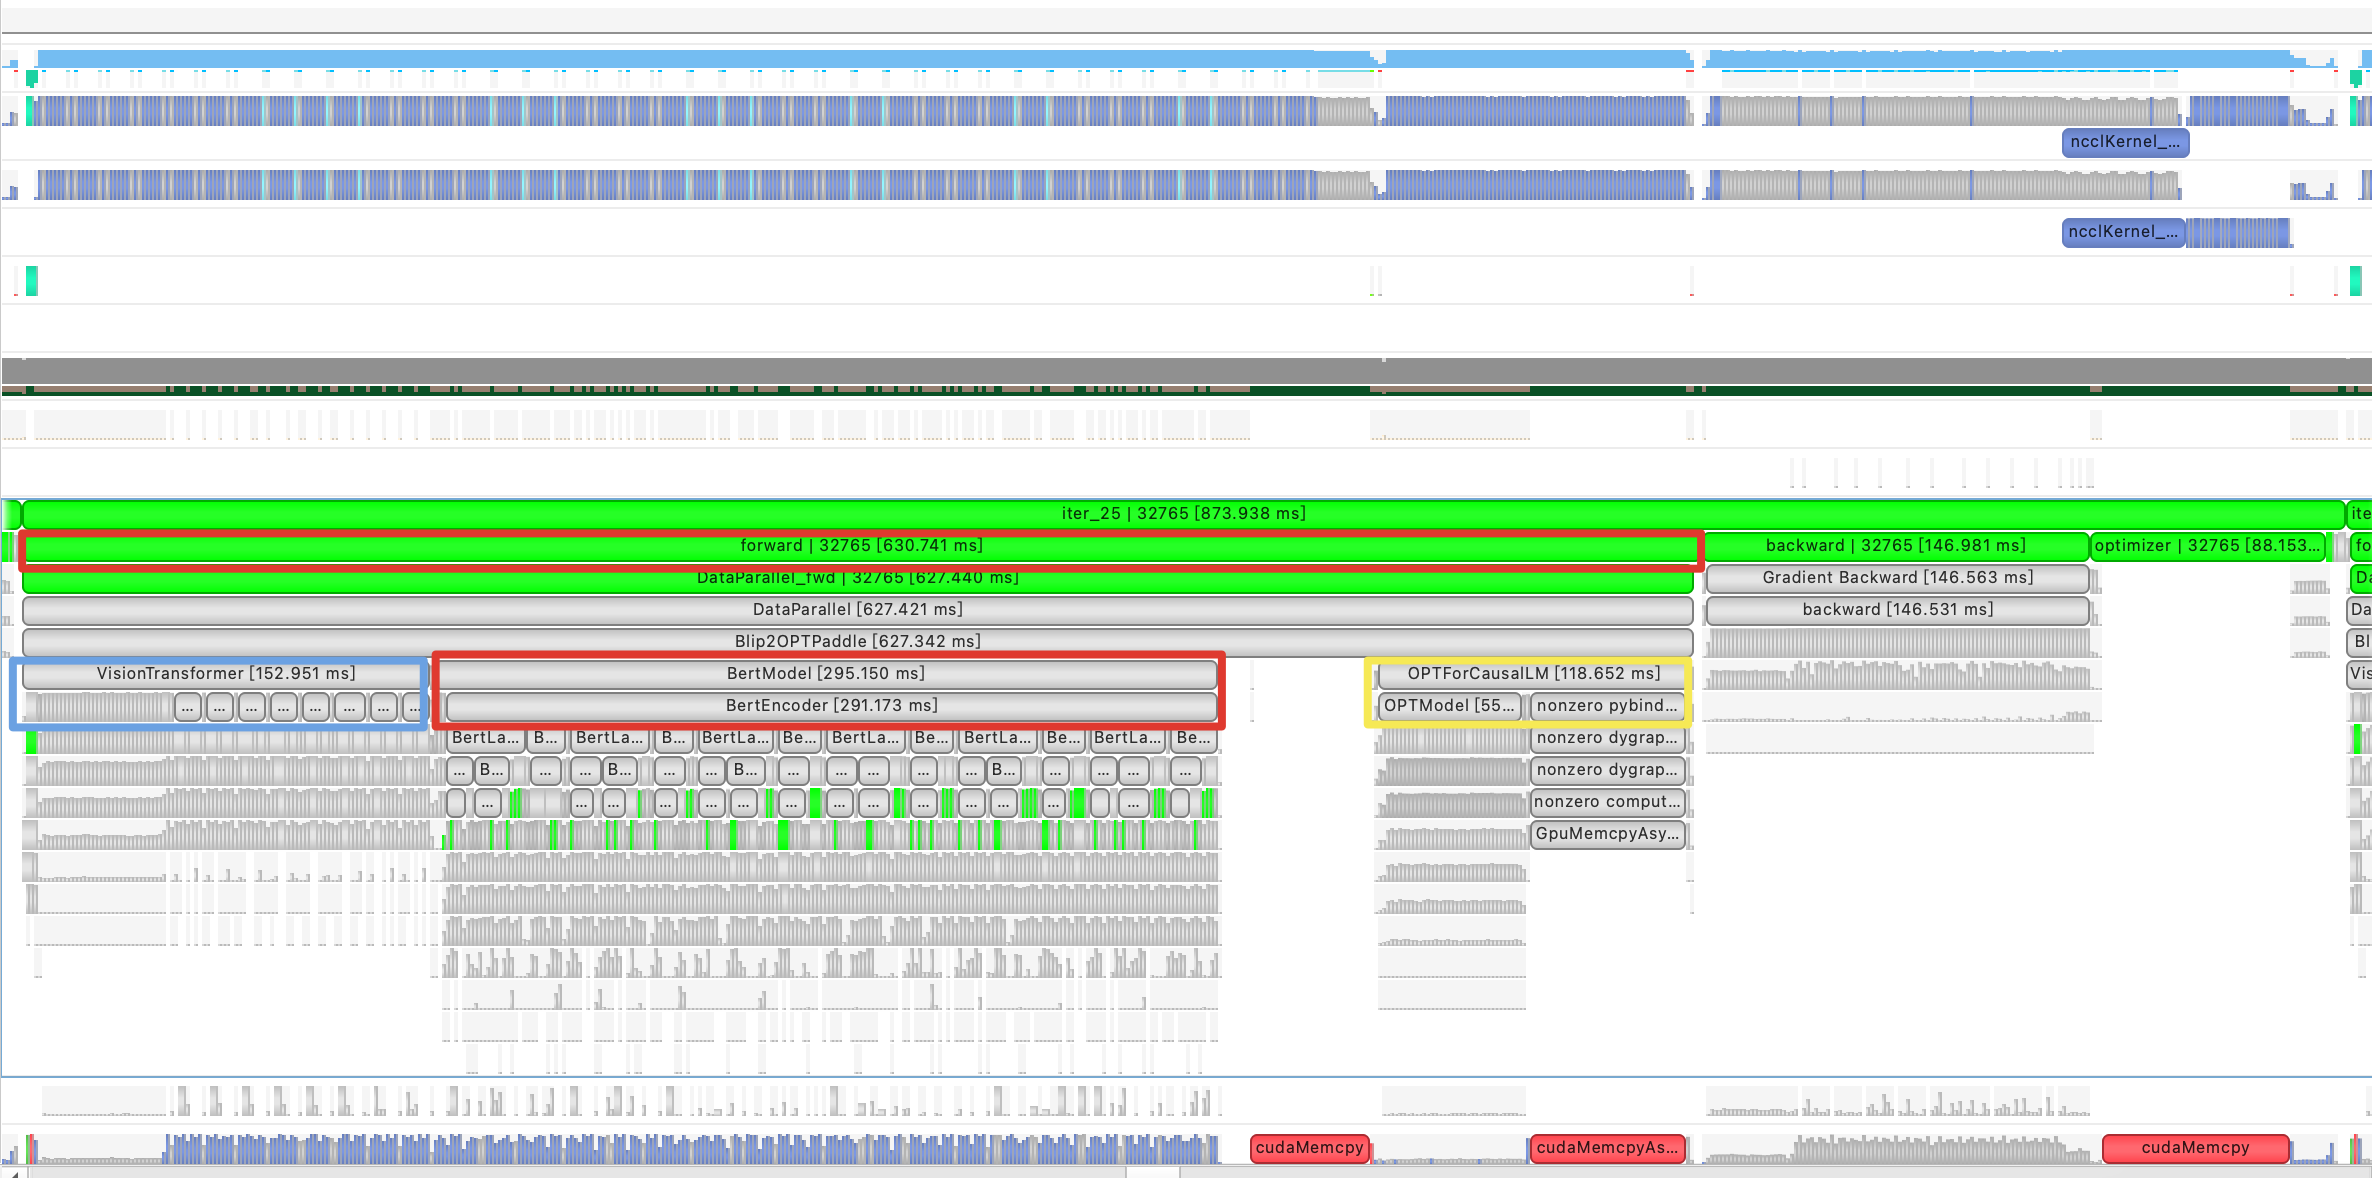 ncclKernel_...
ncclKernel_...
iter_25 | 32765 [873.938 ms]
ite
forward | 32765 [630.741 ms]
backward | 32765 [146.981 ms]
optimizer | 32765 [88.153...
fo
DataParallel_fwd | 32765 [627.440 ms]
Gradient Backward [146.563 ms]
Da
DataParallel [627.421 ms]
backward [146.531 ms]
Da
Blip2OPTPaddle [627.342 ms]
Bl
VisionTransformer [152.951 ms]
BertModel [295.150 ms]
OPTForCausalLM [118.652 ms]
Vis
... ... ... ... ... ... ... ...
BertEncoder [291.173 ms]
OPTModel [55...
nonzero pybind...
BertLa... B... BertLa... B... BertLa... Be... BertLa... Be... BertLa... Be... BertLa... Be...
nonzero dygrap...
... B... ... ... B... ... ... B... ... ... ... ... ... B... ... ... ... ...
nonzero dygrap...
... ... ... ... ... ... ... ... ... ... ... ... ... ...
nonzero comput...
GpuMemcpyAsy...
cudaMemcpy
cudaMemcpyAs...
cudaMemcpy